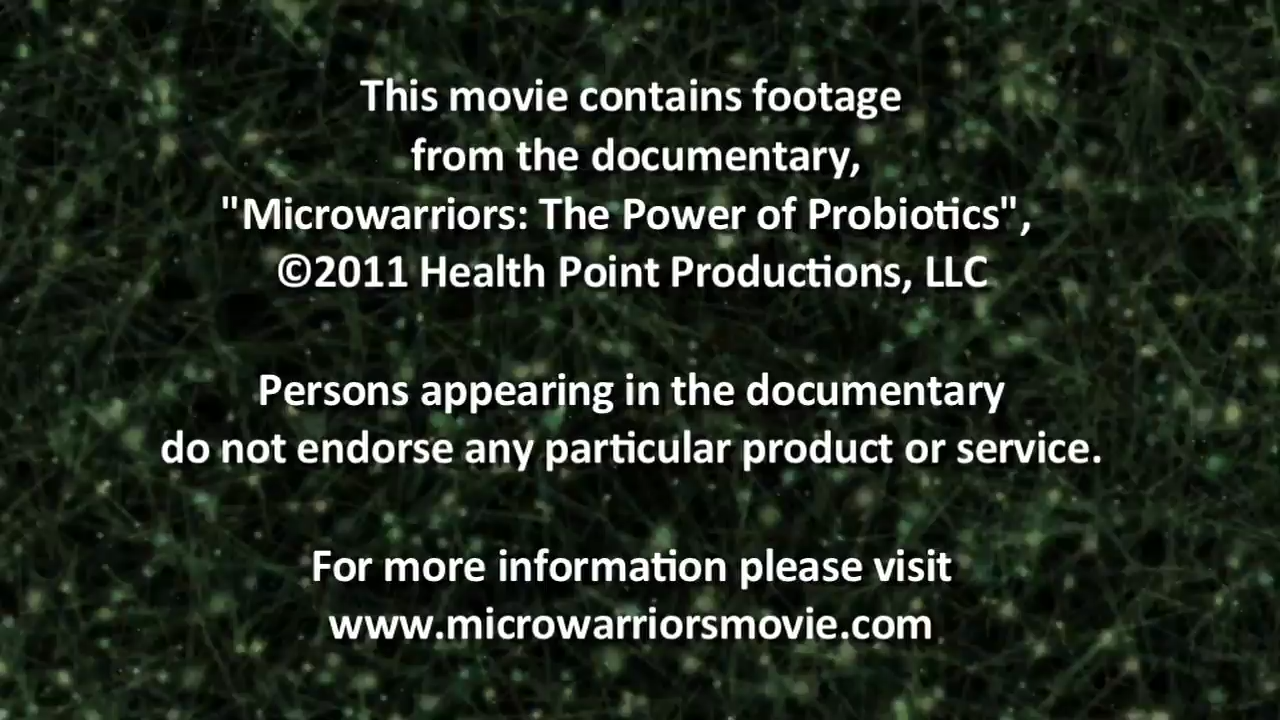 This movie contains footage
from the documentary,
"Microwarriors: The Power of Probiotics",
©2011 Health Point Productions, LLC
Persons appearing in the documentary
do not endorse any particular product or service.
For more information please visit
www.microwarriorsmovie.com